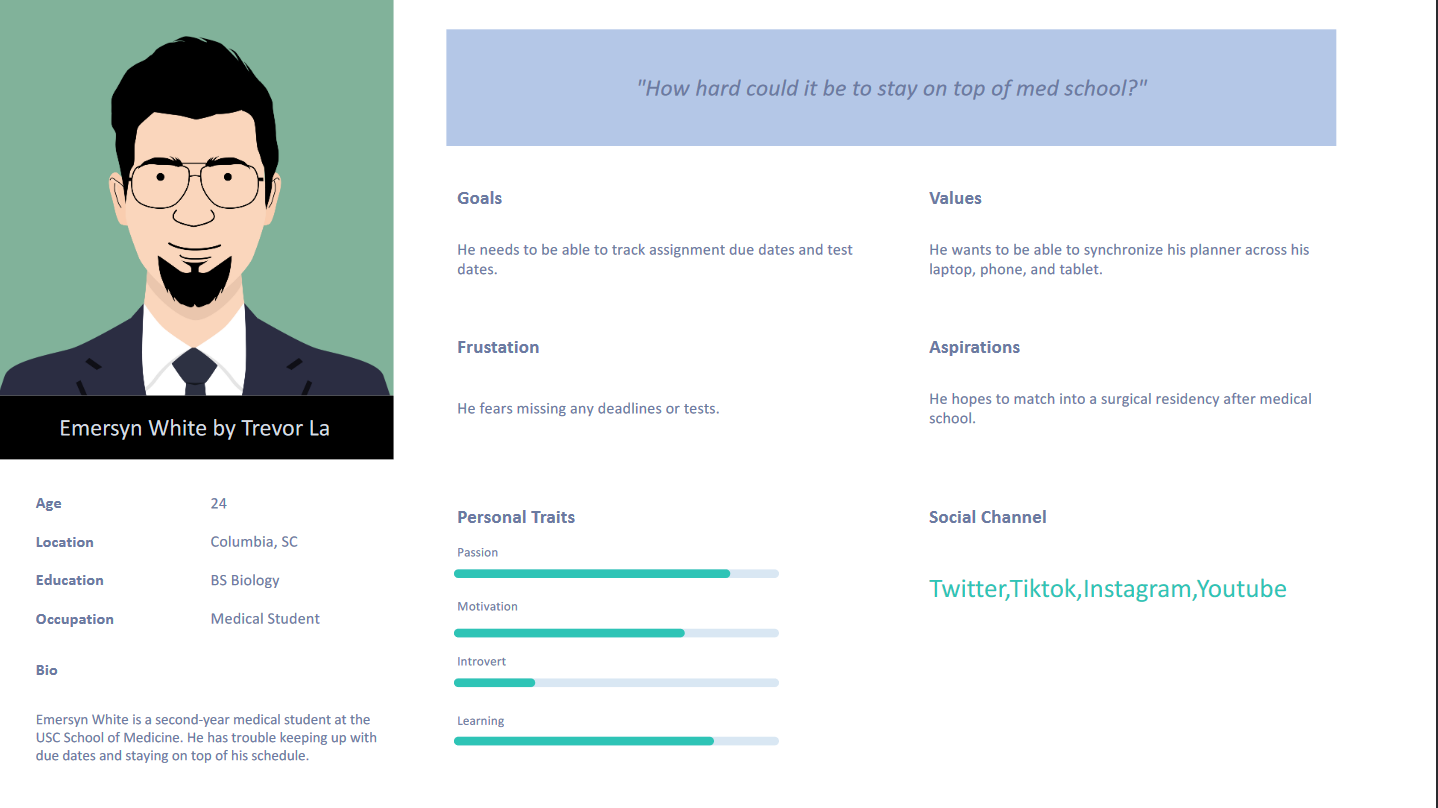 "How hard could it be to stay on top of med school?"
Emersyn White by Trevor La
Age 24
Location Columbia, SC
Education BS Biology
Occupation Medical Student
Bio
Emersyn White is a second-year medical student at the
USC School of Medicine. He has trouble keeping up with
due dates and staying on top of his schedule.
Goals
He needs to be able to track assignment due dates and test
dates.
Values
He wants to be able to synchronize his planner across his
laptop, phone, and tablet.
Frustation
He fears missing any deadlines or tests.
Aspirations
He hopes to match into a surgical residency after medical
school.
Personal Traits
Passion
Motivation
Introvert
Learning
Social Channel
Twitter,Tiktok,Instagram,Youtube